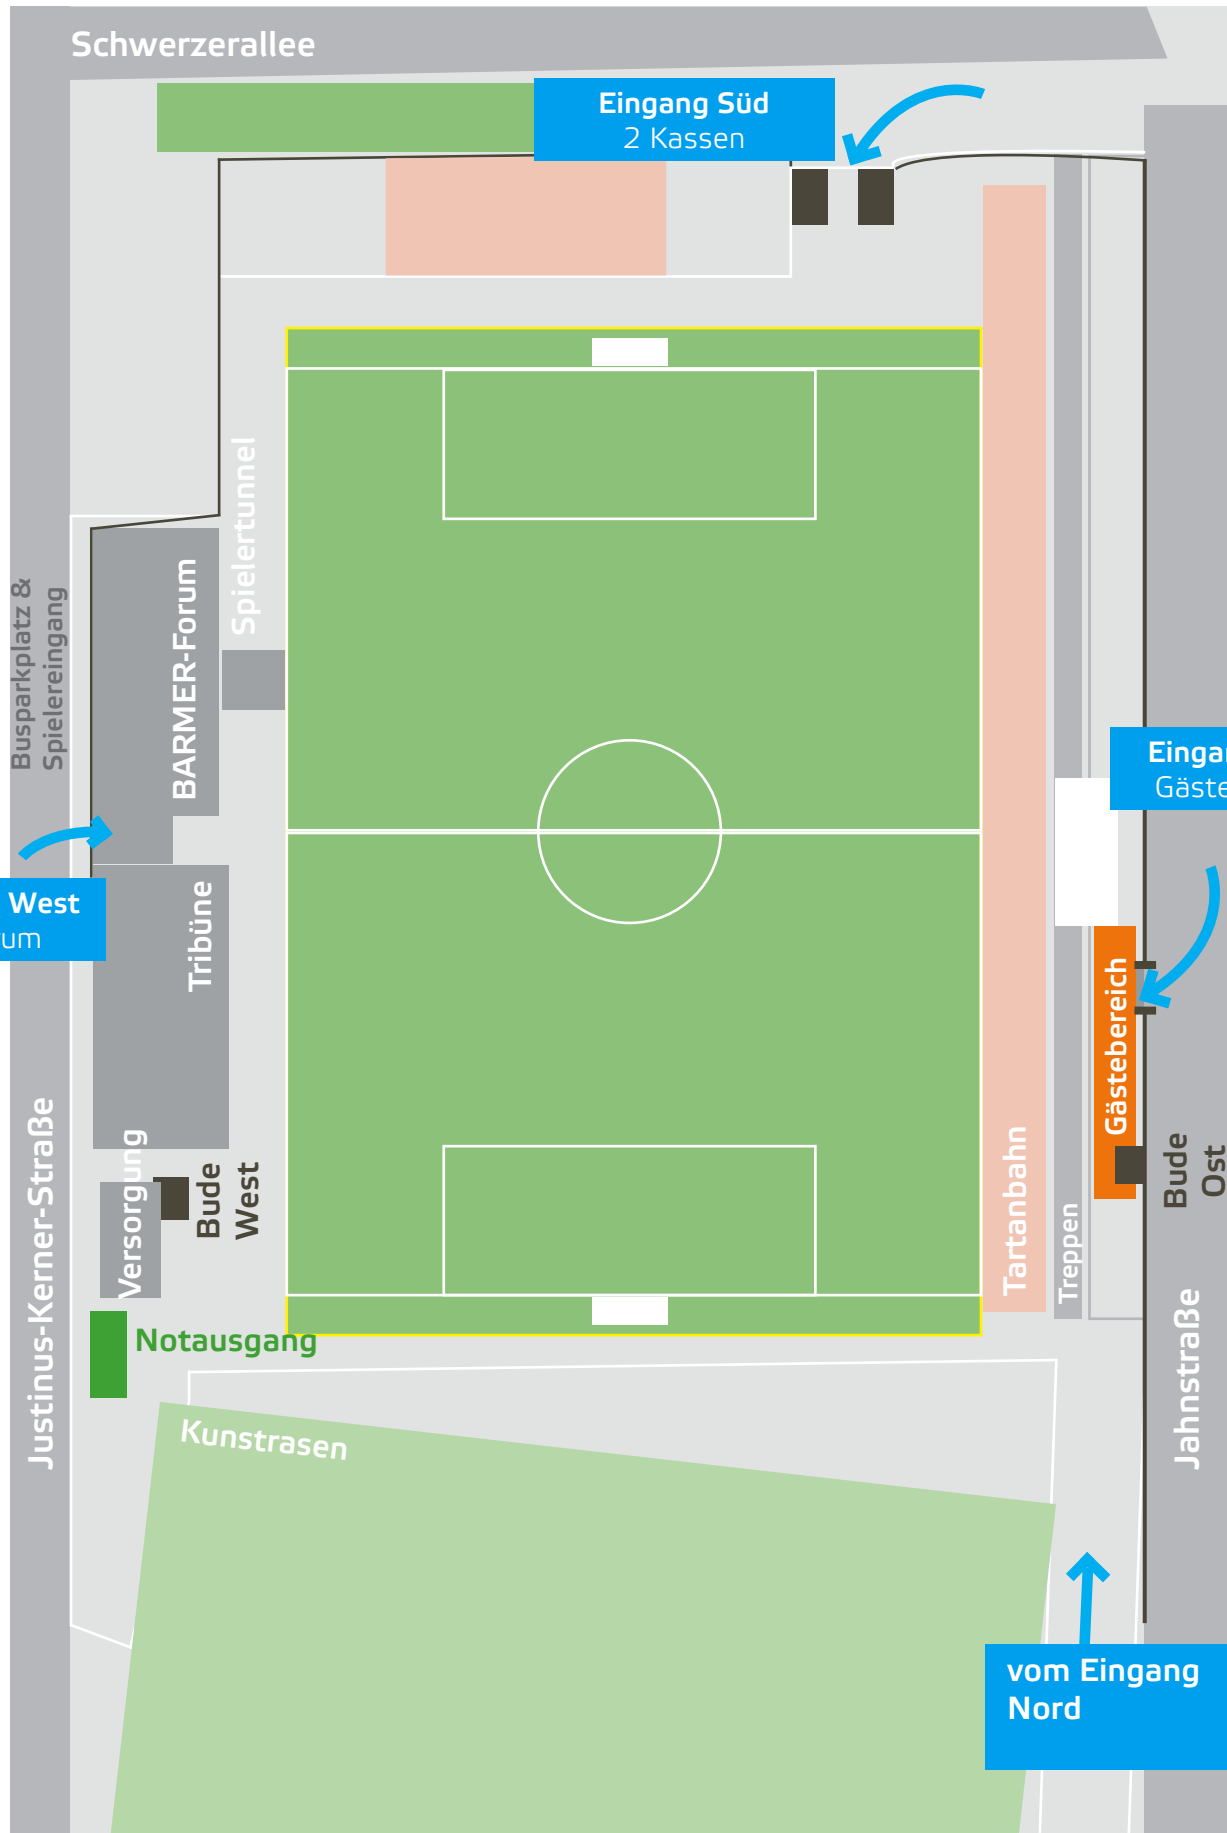 Schwerzerallee
Eingang Süd
2 Kassen
Spielertunnel
BARMER-Forum
Busparkplatz &
Spielereingang
Gäste
West
Tribüne
Gästebereich
Justinus-Kerner-Straße
Versorgung
Bude
West
Tartanbahn
Treppen
Bude
Ost
Jahnstraße
Notausgang
Kunstrasen
vom Eingang
Nord